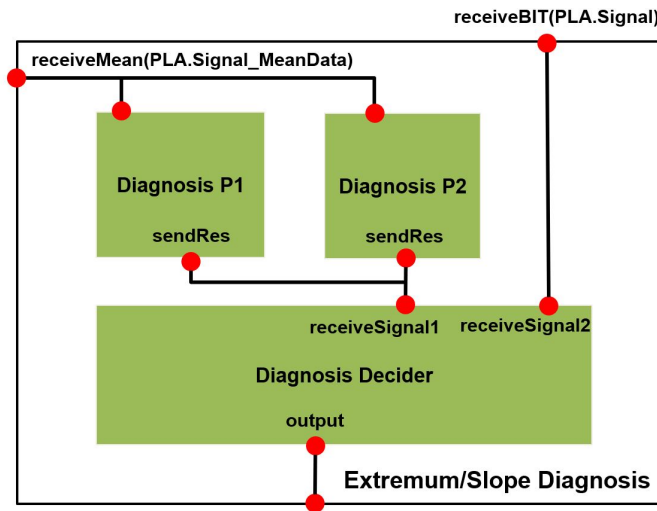 receiveBIT(PLA.Signal)
receiveMean(PLA.Signal_MeanData)
Diagnosis P1
Diagnosis P2
sendRes
sendRes
receiveSignal1
receiveSignal2
Diagnosis Decider
output
Extremum/Slope Diagnosis